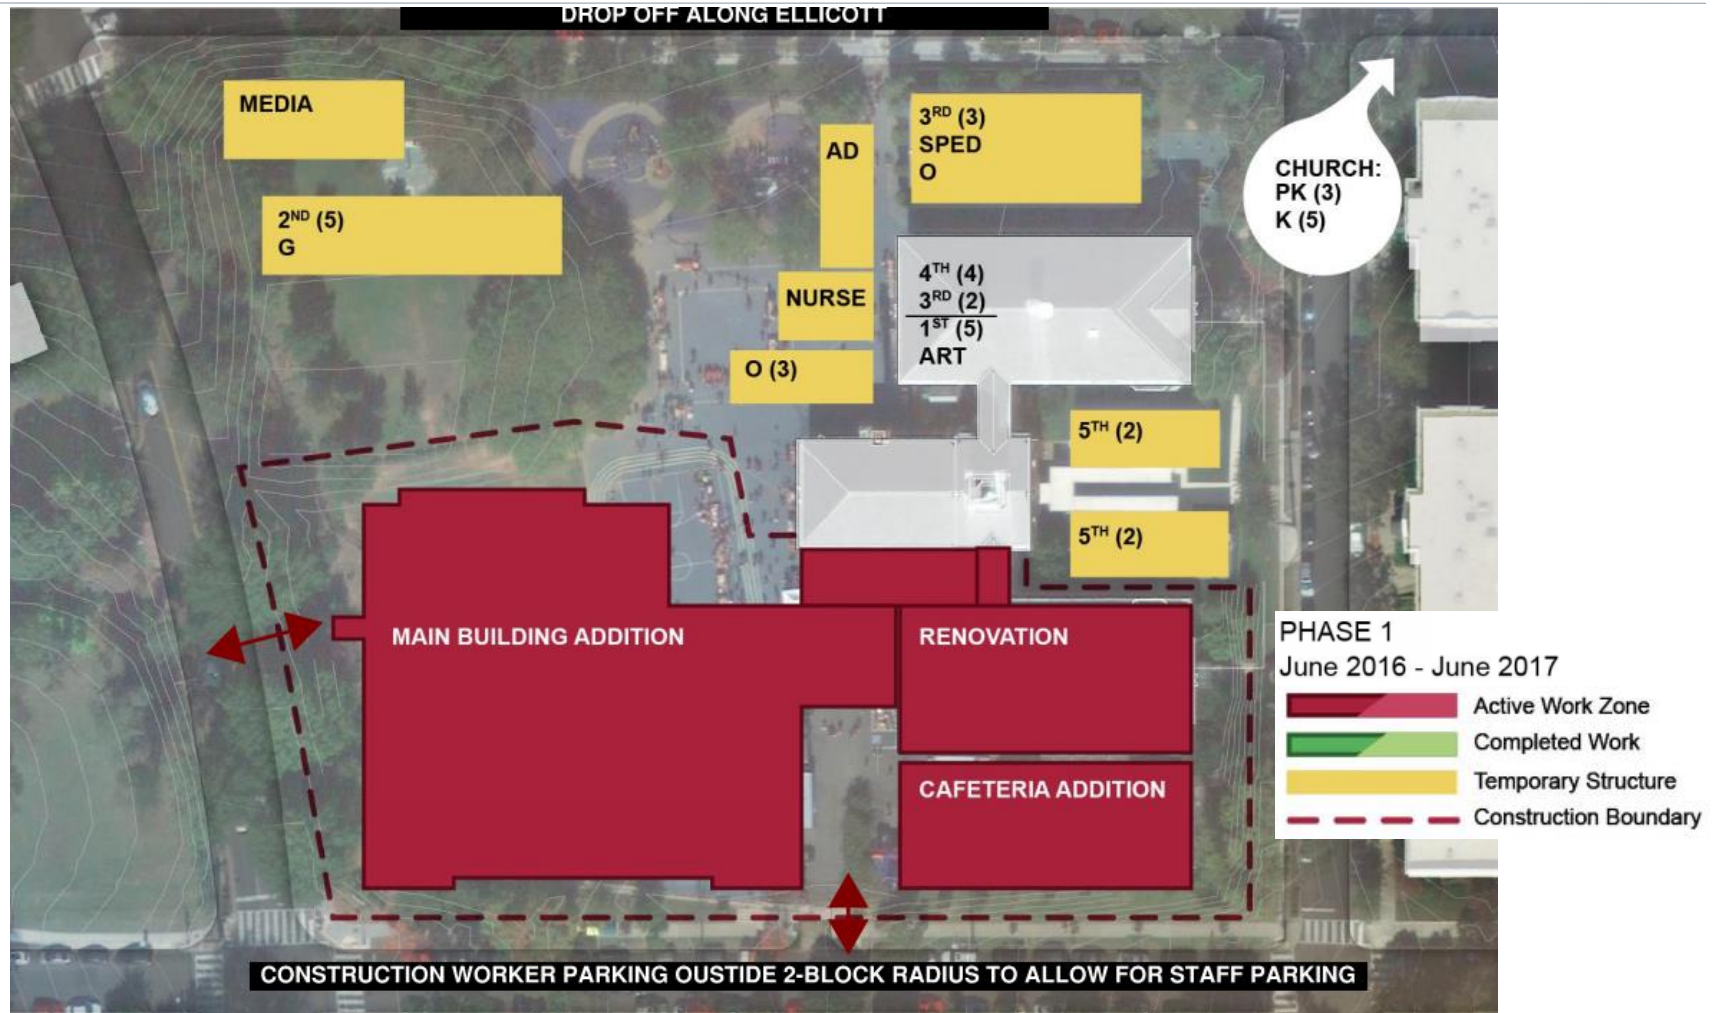 DROP OFF ALONG ELLICOTT
MEDIA
2ND (5)
G
AD
NURSE
O (3)
3RD (3)
SPED
O
CHURCH:
PK (3)
K (5)
4TH (4)
3RD (2)
1ST (5)
ART
5TH (2)
5TH (2)
MAIN BUILDING ADDITION
RENOVATION
CAFETERIA ADDITION
PHASE 1
June 2016 - June 2017
Active Work Zone
Completed Work
Temporary Structure
Construction Boundary
CONSTRUCTION WORKER PARKING OUSTIDE 2-BLOCK RADIUS TO ALLOW FOR STAFF PARKING